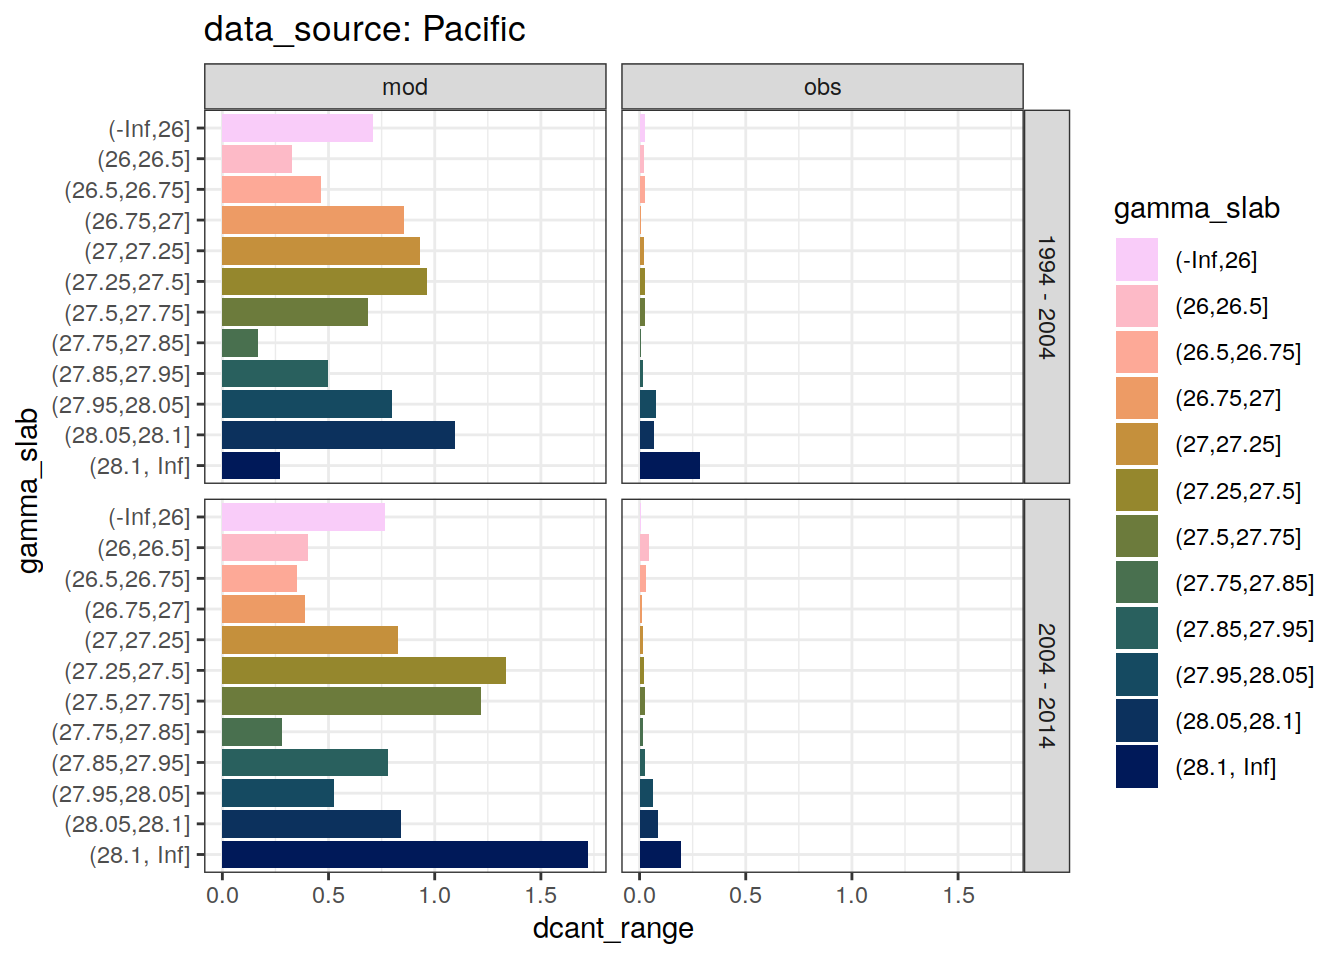 data_source: Pacific
mod
obs
(-Inf,26]
(26,26.5]
(26.5,26.75]
(26.75,27]
(27,27.25]
(27.25,27.5]
(27.5,27.75]
(27.75,27.85]
(27.85,27.95]
(27.95,28.05]
(28.05,28.1]
(28.1, Inf]
1994 - 2004
(-Inf,26]
(26,26.5]
(26.5,26.75]
(26.75,27]
(27,27.25]
(27.25,27.5]
(27.5,27.75]
(27.75,27.85]
(27.85,27.95]
(27.95,28.05]
(28.05,28.1]
(28.1, Inf]
2004 - 2014
gamma_slab
0.0 0.5 1.0 1.5
0.0 0.5 1.0 1.5
dcant_range
gamma_slab
(-Inf,26]
(26,26.5]
(26.5,26.75]
(26.75,27]
(27,27.25]
(27.25,27.5]
(27.5,27.75]
(27.75,27.85]
(27.85,27.95]
(27.95,28.05]
(28.05,28.1]
(28.1, Inf]